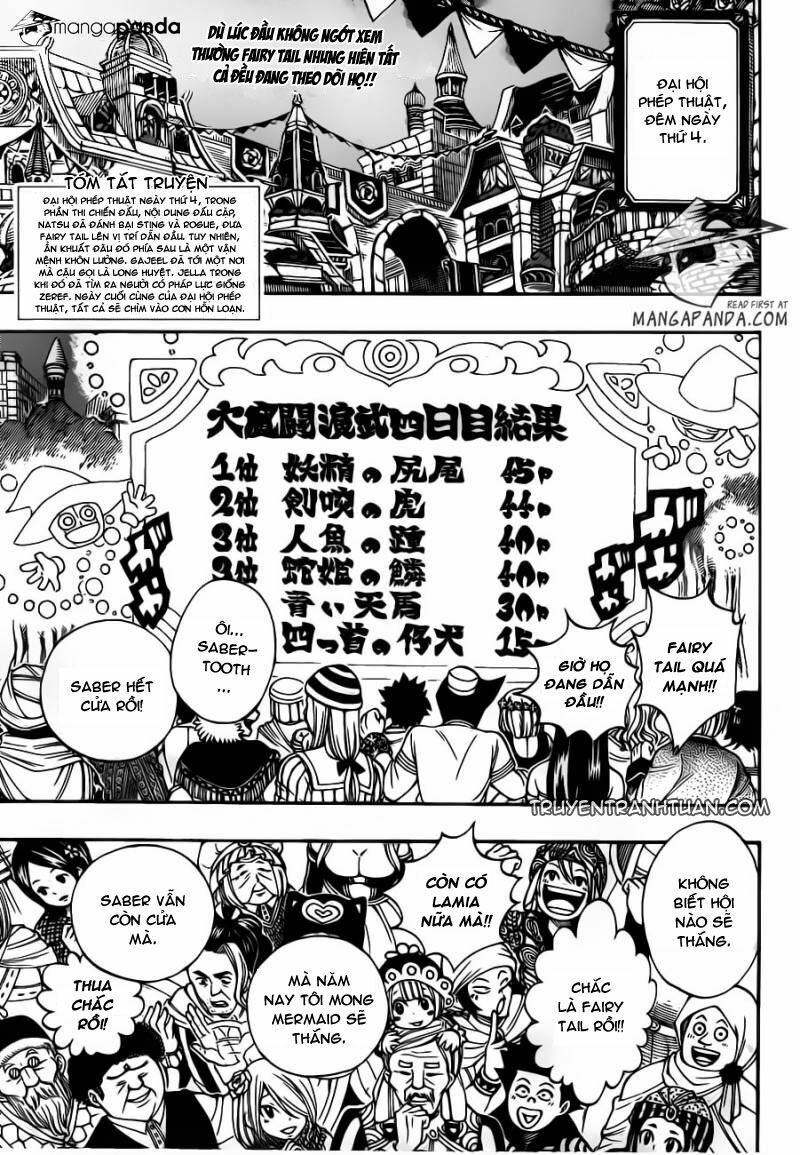 mangapanda
DÙ LÚC ĐẦU KHÔNG NGỚT XEM
THƯỜNG FAIRY TAIL NHƯNG HIÊN TẤT
CẢ ĐỀU ĐANG THEO DÕI HỌ!!
ĐẠI HỘI
PHÉP THUẬT,
ĐÊM NGÀY
THỨ 4.
TÓM TẮT TRUYỆN
ĐẠI HỘI PHÉP THUẬT NGÀY THỨ 4, TRONG
PHẦN THI CHIẾN ĐẤU, NỘI DUNG ĐẤU CẶP,
NATSU ĐÃ ĐÁNH BẠI STING VÀ ROGUE, ĐƯA
FAIRY TAIL LÊN VỊ TRÍ DẪN ĐẦU. TUY NHIÊN,
ẨN KHUẤT ĐÂU ĐÓ PHÍA SAU LÀ MỘT VẬN
MỆNH KHÔN LƯỜNG. GAJEEL ĐÃ TỚI MỘT NƠI
MÀ CẬU GỌI LÀ LONG HUYỆT. JELLA TRONG
KHI ĐÓ ĐÃ TÌM RA NGƯỜI CÓ PHÁP LỰC GIỐNG
ZEREF. NGÀY CUỐI CÙNG CỦA ĐẠI HỘI PHÉP
THUẬT, TẤT CẢ SẼ CHÌM VÀO CƠN HỖN LOẠN.
READ FIRST AT
MANGAPANDA.COM
大魔闘演武四日目結果
1位 妖精の尻尾 45P
2位 剣咬の虎 44P
3位 人魚の踵 40P
3位 蛇姫の鱗 40P
青い天馬 30P
四つ首の仔犬 15
FAIRY
TAIL QUÁ
MẠNH!!
GIỜ HỌ
ĐANG DẪN
ĐẦU!!
ÔI...
SABER-
TOOTH
...
SABER HẾT
CỬA RỒI!
TRUYENTRANHTUAN.COM
KHÔNG
BIẾT HỘI
NÀO SẼ
THẮNG.
CHẮC
LÀ FAIRY
TAIL RỒI!!
CÒN CÓ
LAMIA
NỮA MÀ!!
MÀ NĂM
NAY TÔI MONG
MERMAID SẼ
THẮNG.
SABER VẪN
CÒN CỬA
MÀ.
THUA
CHẮC
RỒI!